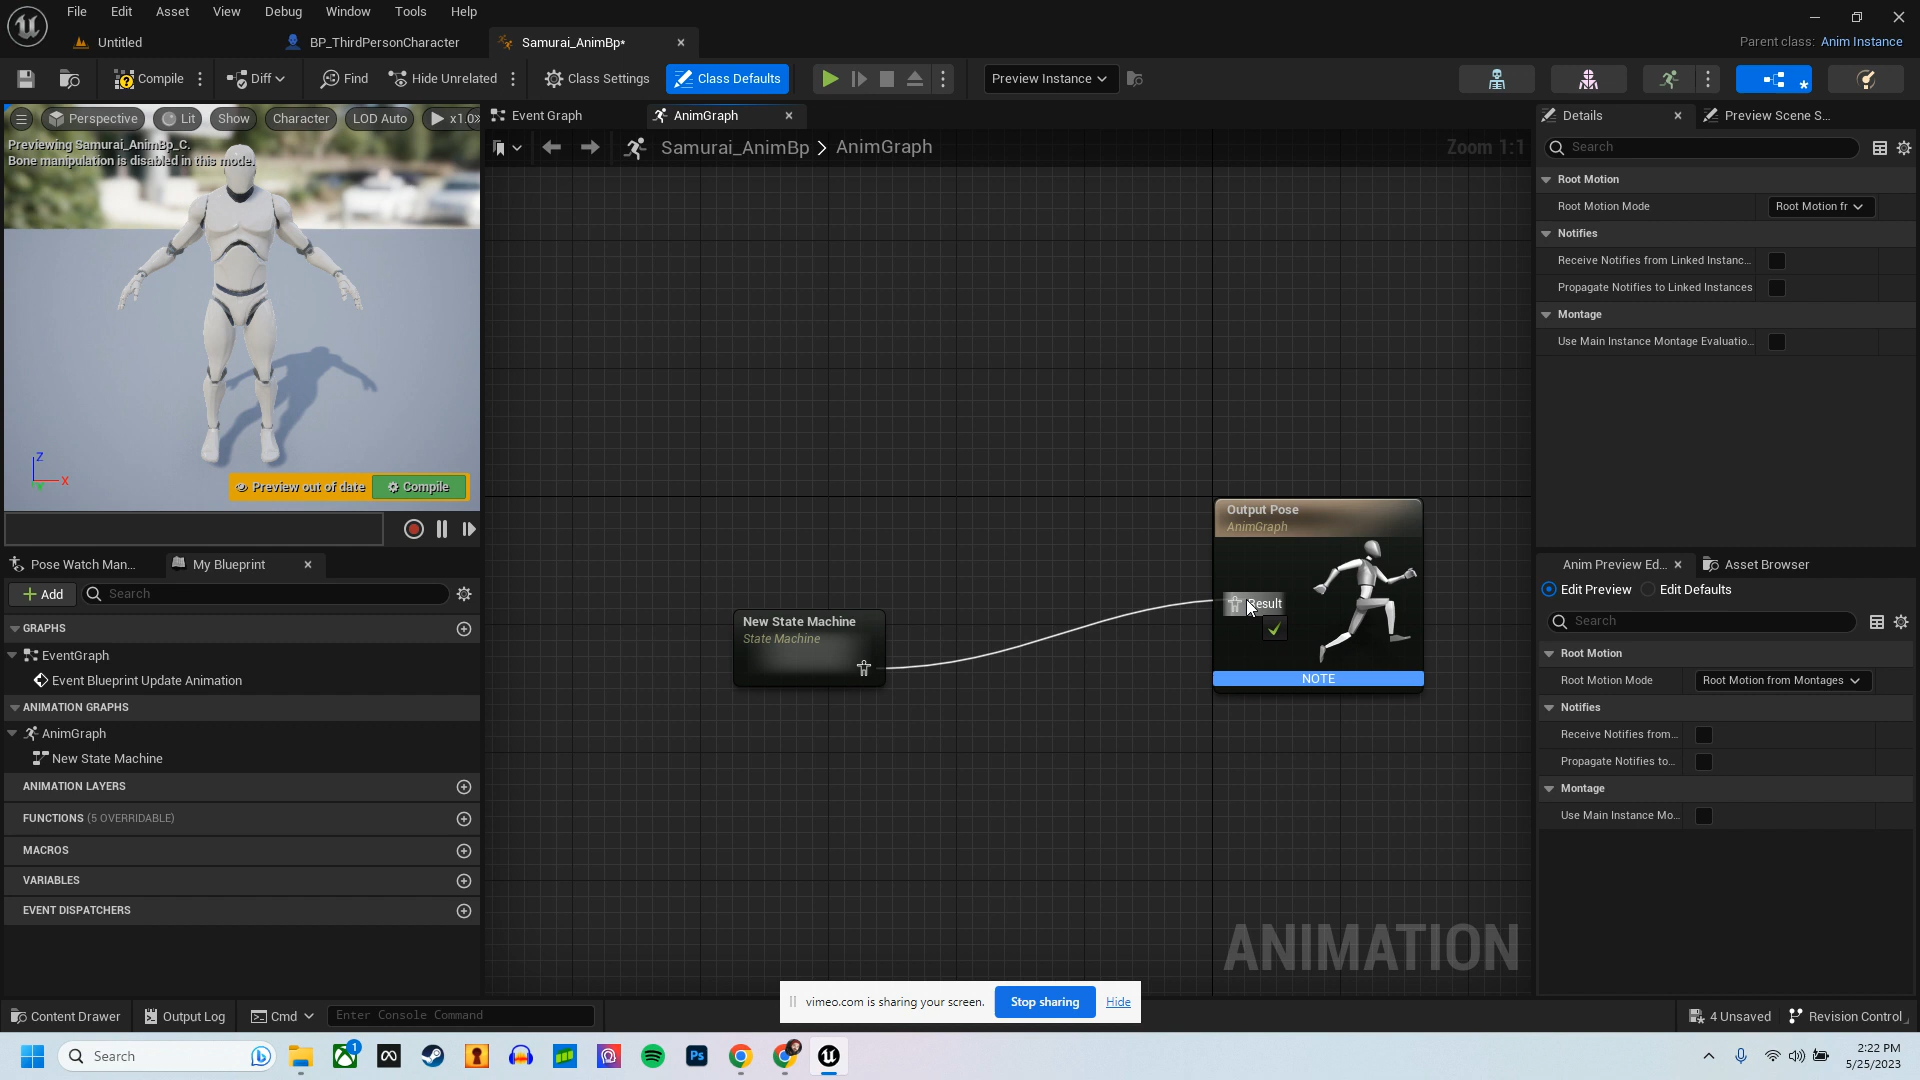 File Edit Asset View Debug Window Tools Help
Untitled BP_ThirdPersonCharacter Samurai_AnimBp*
Parent class: Anim Instance
Compile Diff Find Hide Unrelated Class Settings Class Defaults Preview Instance
Perspective Lit Show Character LOD Auto x1.0
Previewing Samurai_AnimBp_C.
Bone manipulation is disabled in this mode.
Z
X
Preview out of date Compile
Pose Watch Man... My Blueprint
Add Search
GRAPHS
EventGraph
Event Blueprint Update Animation
ANIMATION GRAPHS
AnimGraph
New State Machine
ANIMATION LAYERS
FUNCTIONS (5 OVERRIDABLE)
MACROS
VARIABLES
EVENT DISPATCHERS
Event Graph AnimGraph
Samurai_AnimBp > AnimGraph
Zoom 1:1
New State Machine
State Machine
Output Pose
AnimGraph
Result
NOTE
ANIMATION
Details Preview Scene S...
Search
Root Motion
Root Motion Mode Root Motion fr
Notifies
Receive Notifies from Linked Instanc...
Propagate Notifies to Linked Instances
Montage
Use Main Instance Montage Evaluatio...
Anim Preview Ed... Asset Browser
Edit Preview Edit Defaults
Search
Root Motion
Root Motion Mode Root Motion from Montages
Notifies
Receive Notifies from...
Propagate Notifies to...
Montage
Use Main Instance Mo...
vimeo.com is sharing your screen. Stop sharing Hide
Content Drawer Output Log Cmd Enter Console Command
4 Unsaved Revision Control
Search
1
Ps
2:22 PM
5/25/2023